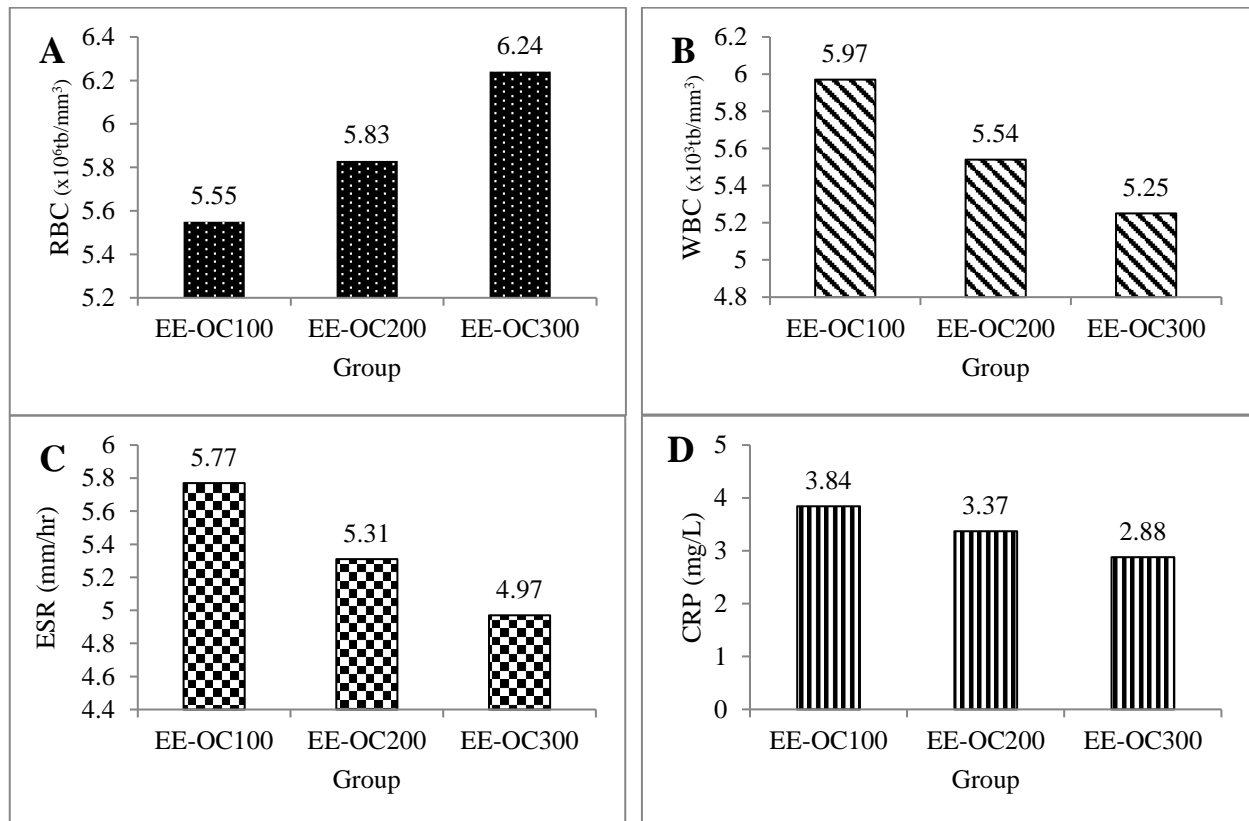 A
RBC (x10⁶tb/mm³)
6.4
6.2
6
5.8
5.6
5.4
5.2
5.55
5.83
6.24
EE-OC100 EE-OC200 EE-OC300
Group
B
WBC (x10³tb/mm³)
6.2
6
5.8
5.6
5.4
5.2
5
4.8
5.97
5.54
5.25
EE-OC100 EE-OC200 EE-OC300
Group
C
ESR (mm/hr)
6
5.8
5.6
5.4
5.2
5
4.8
4.6
4.4
5.77
5.31
4.97
EE-OC100 EE-OC200 EE-OC300
Group
D
CRP (mg/L)
5
4
3
2
1
0
3.84
3.37
2.88
EE-OC100 EE-OC200 EE-OC300
Group